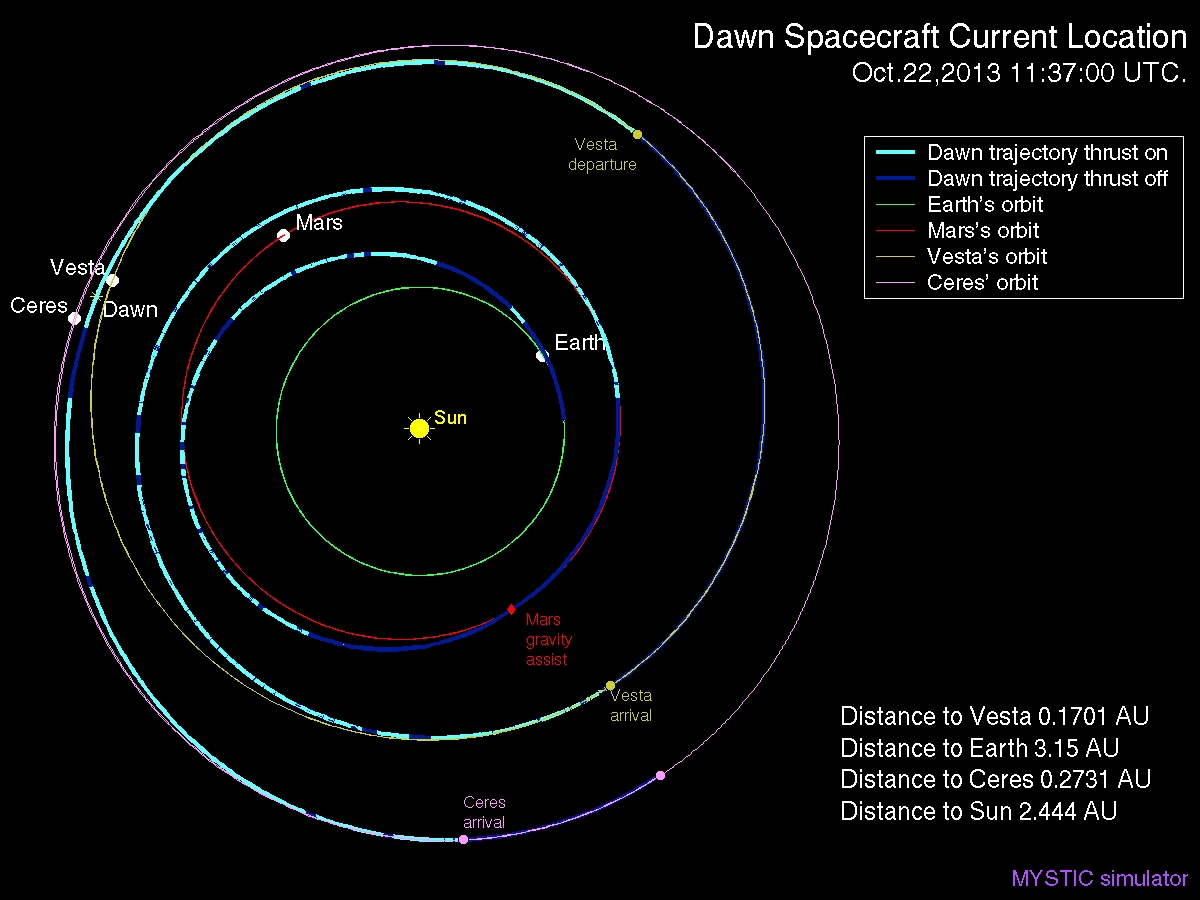 Dawn Spacecraft Current Location
Oct.22,2013 11:37:00 UTC.
Dawn trajectory thrust on
Dawn trajectory thrust off
Earth's orbit
Mars's orbit
Vesta's orbit
Ceres' orbit
Vesta
departure
Mars
Vesta
Ceres
Dawn
Earth
Sun
Mars
gravity
assist
Vesta
arrival
Ceres
arrival
Distance to Vesta 0.1701 AU
Distance to Earth 3.15 AU
Distance to Ceres 0.2731 AU
Distance to Sun 2.444 AU
MYSTIC simulator